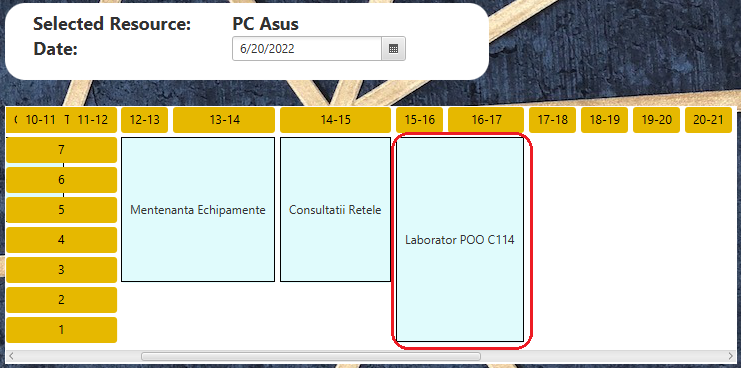 Selected Resource: PC Asus
Date: 6/20/2022
10-11 11-12 12-13 13-14 14-15 15-16 16-17 17-18 18-19 19-20 20-21
7
6
5
4
3
2
1
Mentenanta Echipamente
Consultatii Retele
Laborator POO C114